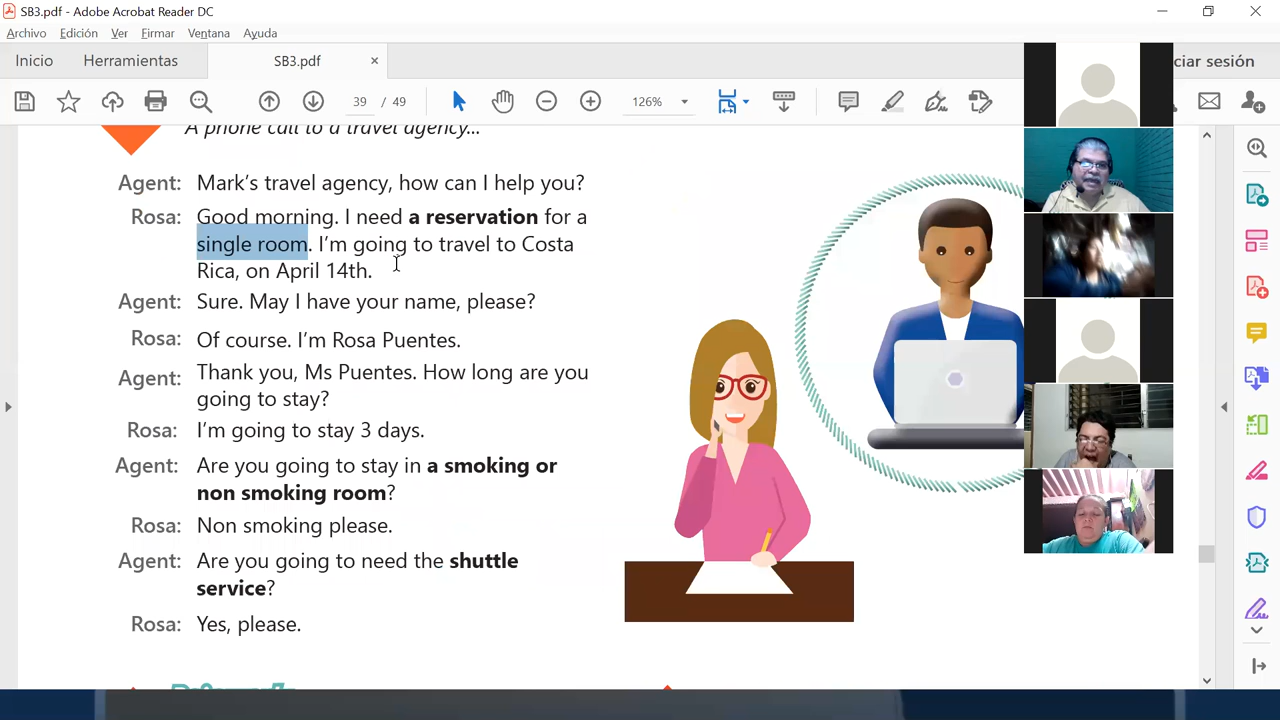 SB3.pdf - Adobe Acrobat Reader DC
Archivo Edición Ver Firmar Ventana Ayuda
Inicio Herramientas SB3.pdf ciar sesión
39 / 49 126%
A phone call to a travel agency...
Agent: Mark's travel agency, how can I help you?
Rosa: Good morning. I need a reservation for a
single room. I'm going to travel to Costa
Rica, on April 14th.
Agent: Sure. May I have your name, please?
Rosa: Of course. I'm Rosa Puentes.
Agent: Thank you, Ms Puentes. How long are you
going to stay?
Rosa: I'm going to stay 3 days.
Agent: Are you going to stay in a smoking or
non smoking room?
Rosa: Non smoking please.
Agent: Are you going to need the shuttle
service?
Rosa: Yes, please.